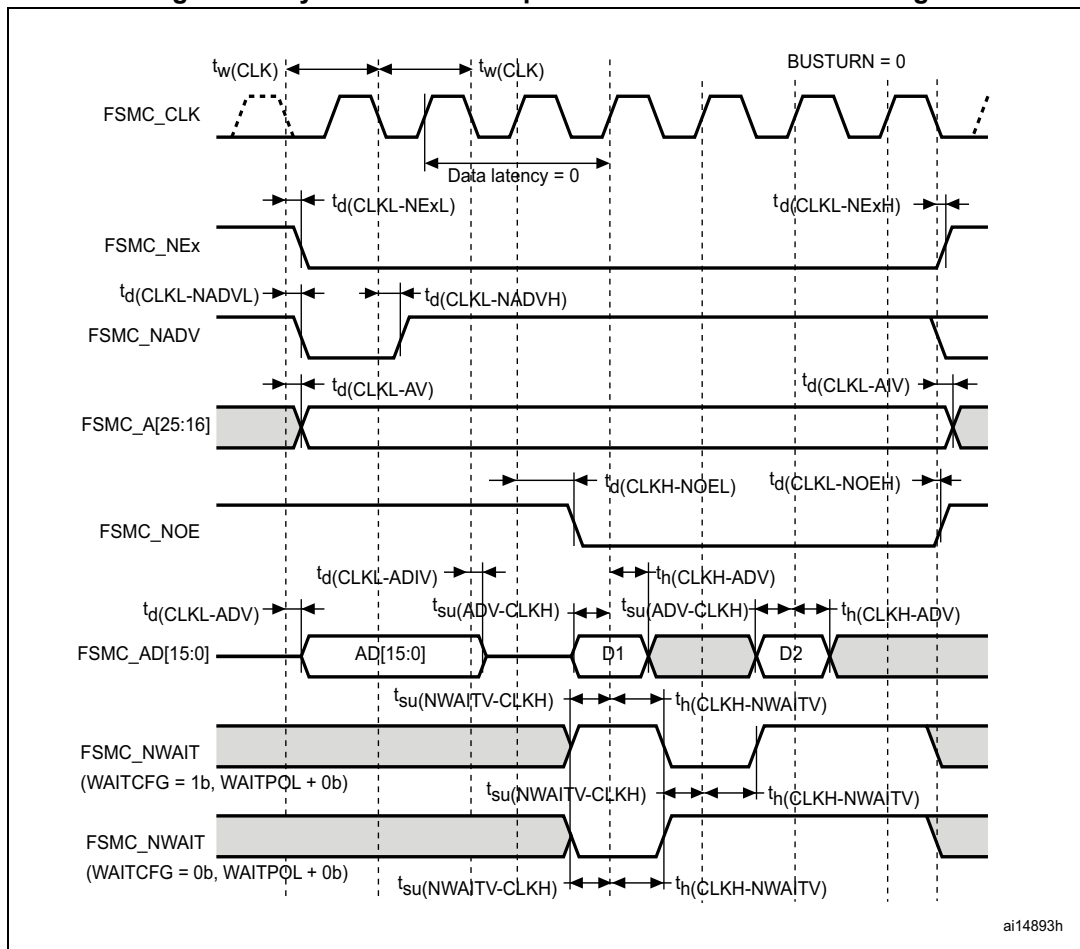 tw(CLK)
tw(CLK)
BUSTURN = 0
FSMC_CLK
Data latency = 0
td(CLKL-NExL)
td(CLKL-NExH)
FSMC_NEx
td(CLKL-NADVL)
td(CLKL-NADVH)
FSMC_NADV
td(CLKL-AV)
td(CLKL-AIV)
FSMC_A[25:16]
td(CLKH-NOEL)
td(CLKL-NOEH)
FSMC_NOE
td(CLKL-ADIV)
th(CLKH-ADV)
td(CLKL-ADV)
tsu(ADV-CLKH)
tsu(ADV-CLKH)
th(CLKH-ADV)
FSMC_AD[15:0]
AD[15:0]
D1
D2
tsu(NWAITV-CLKH)
th(CLKH-NWAITV)
FSMC_NWAIT
(WAITCFG = 1b, WAITPOL + 0b)
tsu(NWAITV-CLKH)
th(CLKH-NWAITV)
FSMC_NWAIT
(WAITCFG = 0b, WAITPOL + 0b)
tsu(NWAITV-CLKH)
th(CLKH-NWAITV)
ai14893h